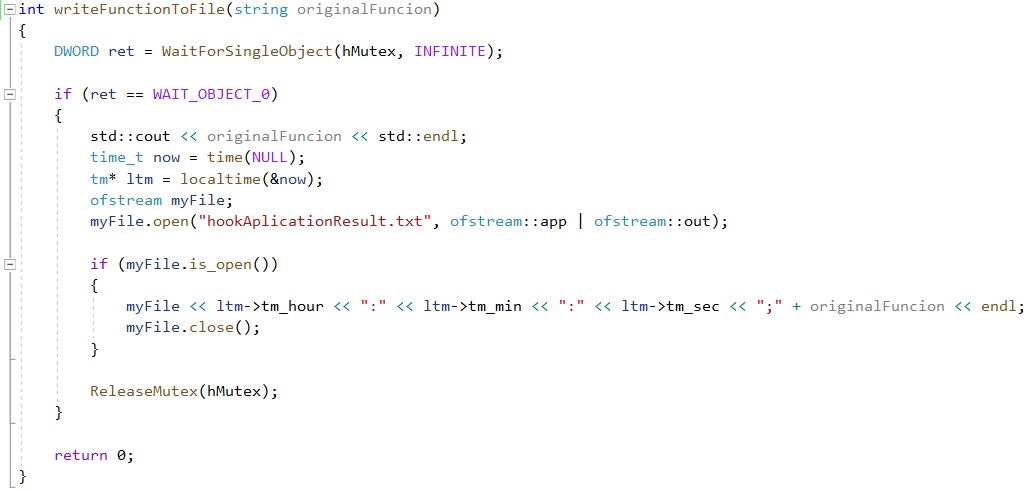 int writeFunctionToFile(string originalFuncion)
{
    DWORD ret = WaitForSingleObject(hMutex, INFINITE);

    if (ret == WAIT_OBJECT_0)
    {
        std::cout << originalFuncion << std::endl;
        time_t now = time(NULL);
        tm* ltm = localtime(&now);
        ofstream myFile;
        myFile.open("hookAplicationResult.txt", ofstream::app | ofstream::out);

        if (myFile.is_open())
        {
            myFile << ltm->tm_hour << ":" << ltm->tm_min << ":" << ltm->tm_sec << ";" + originalFuncion << endl;
            myFile.close();
        }

        ReleaseMutex(hMutex);
    }

    return 0;
}